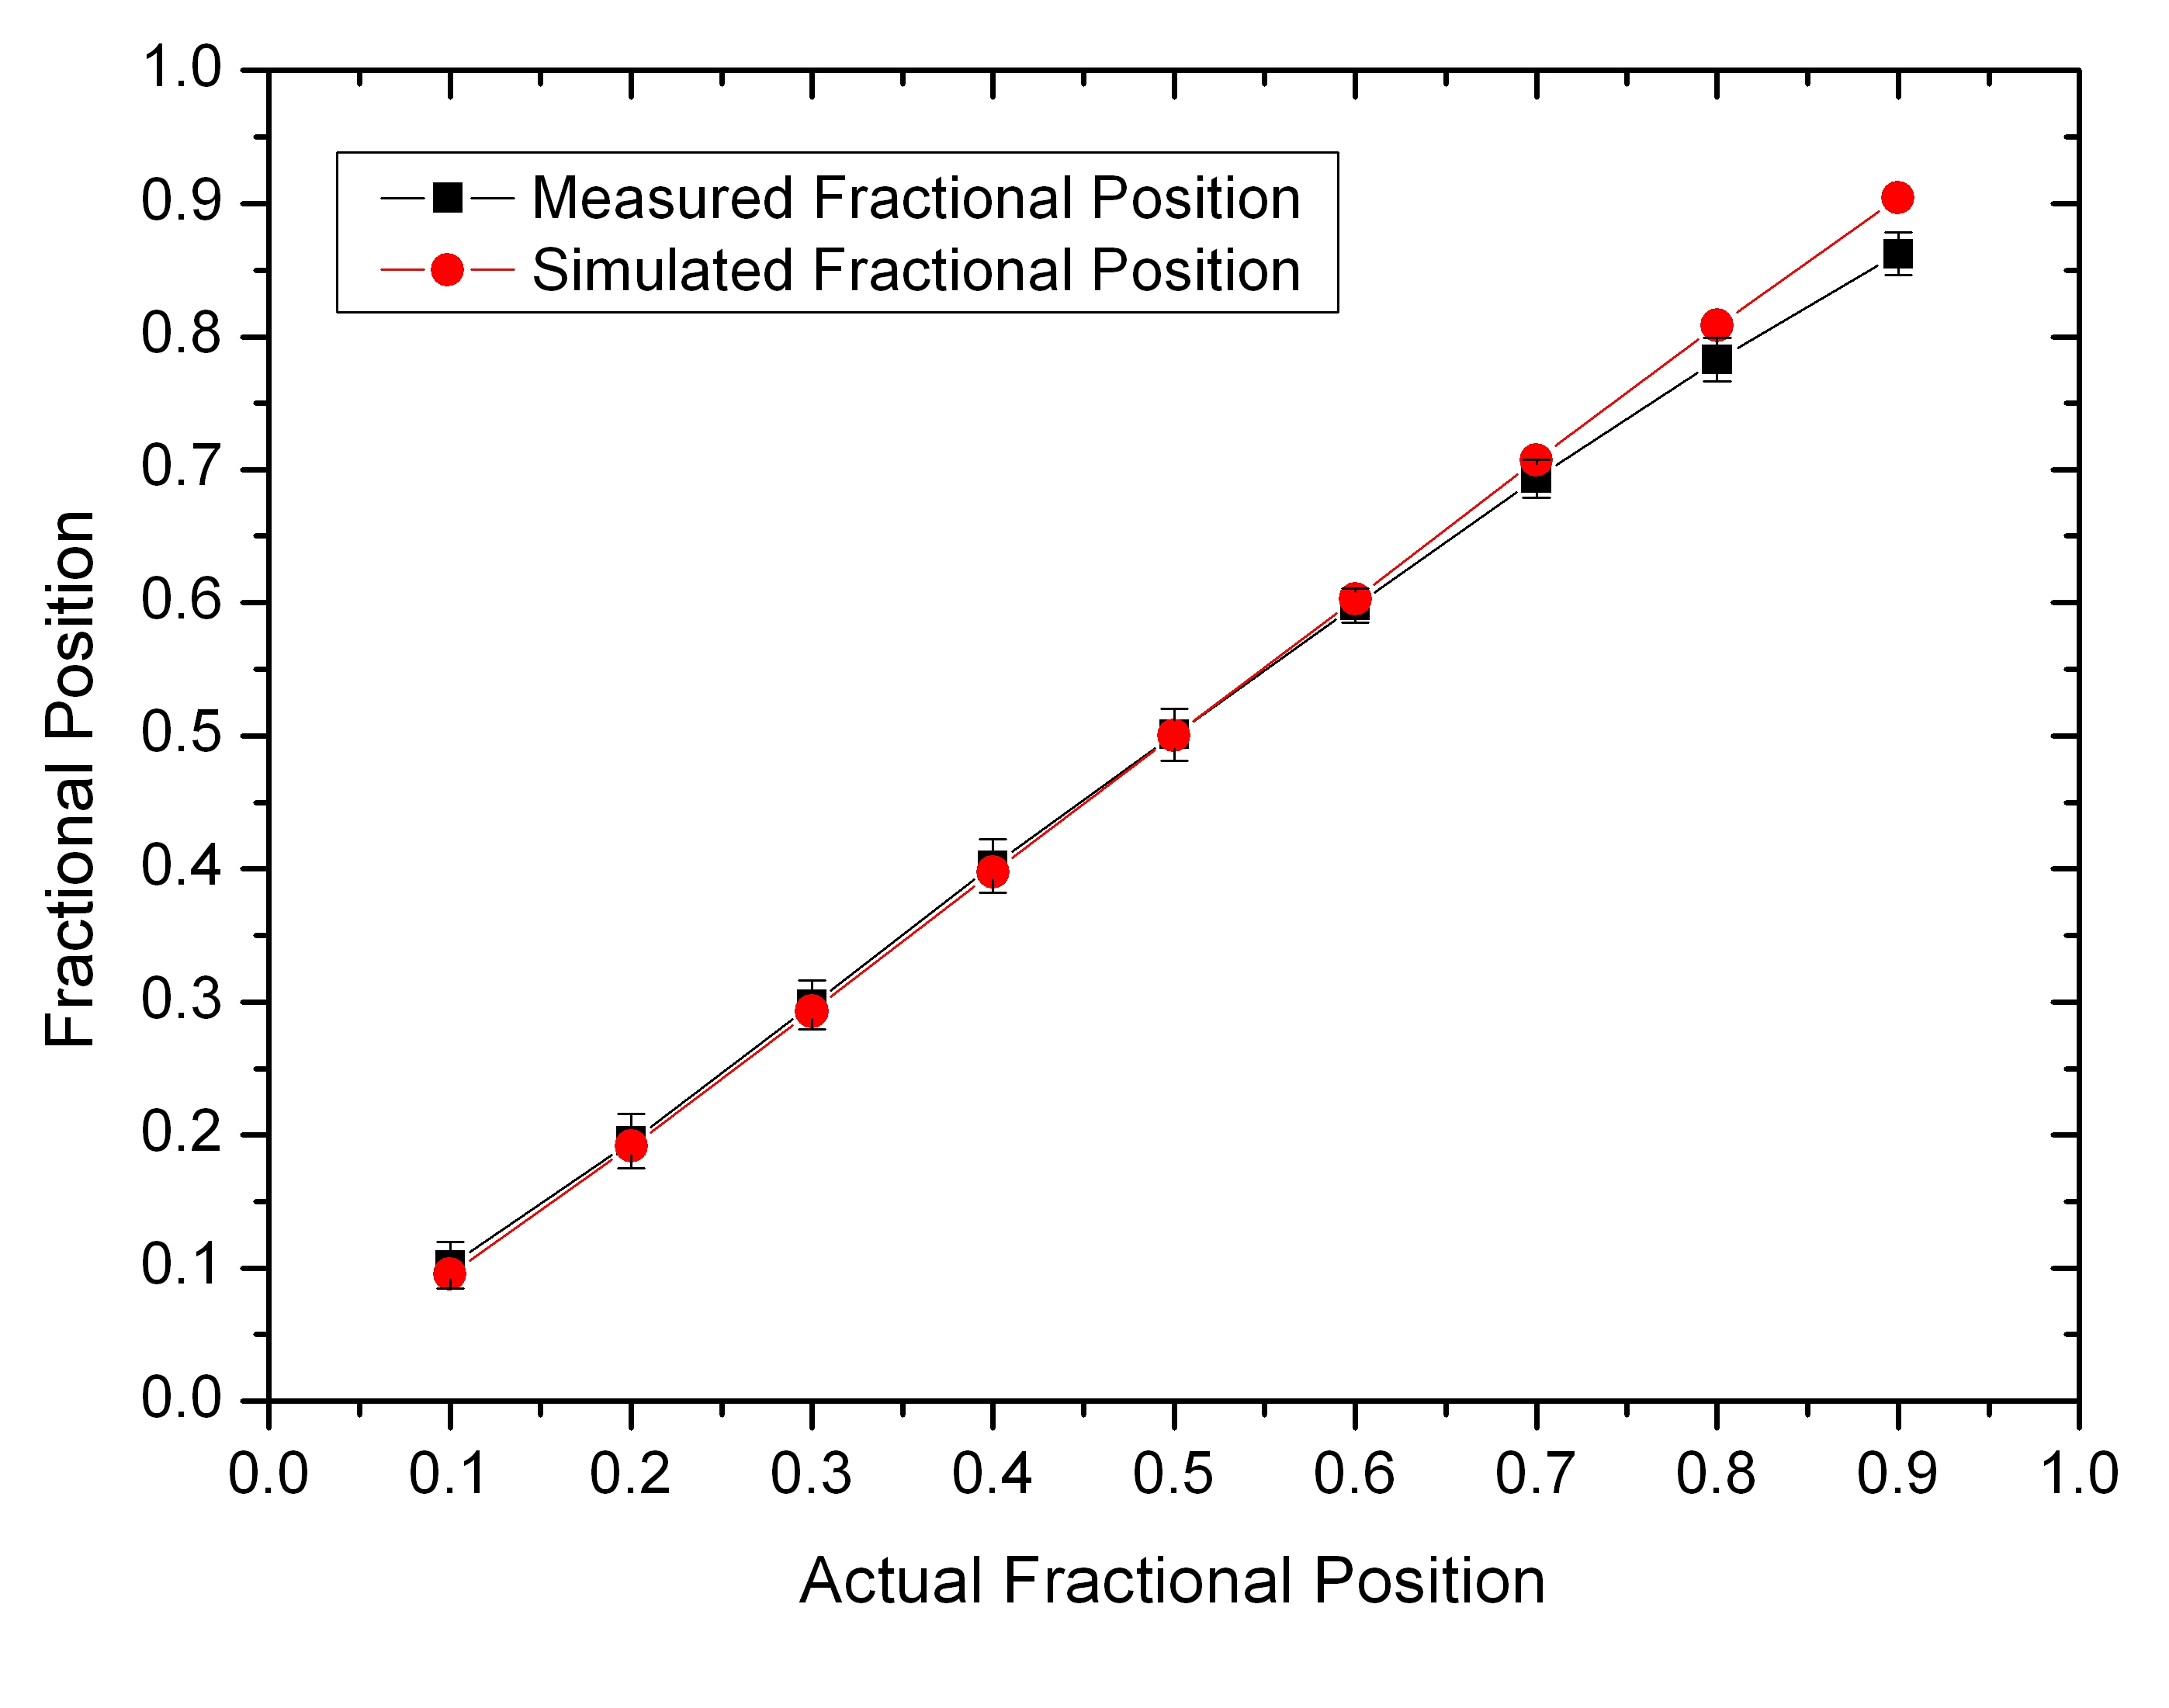 1.0
0.9
0.8
0.7
0.6
0.5
0.4
0.3
0.2
0.1
0.0
Fractional Position
Measured Fractional Position
Simulated Fractional Position
0.0 0.1 0.2 0.3 0.4 0.5 0.6 0.7 0.8 0.9 1.0
Actual Fractional Position